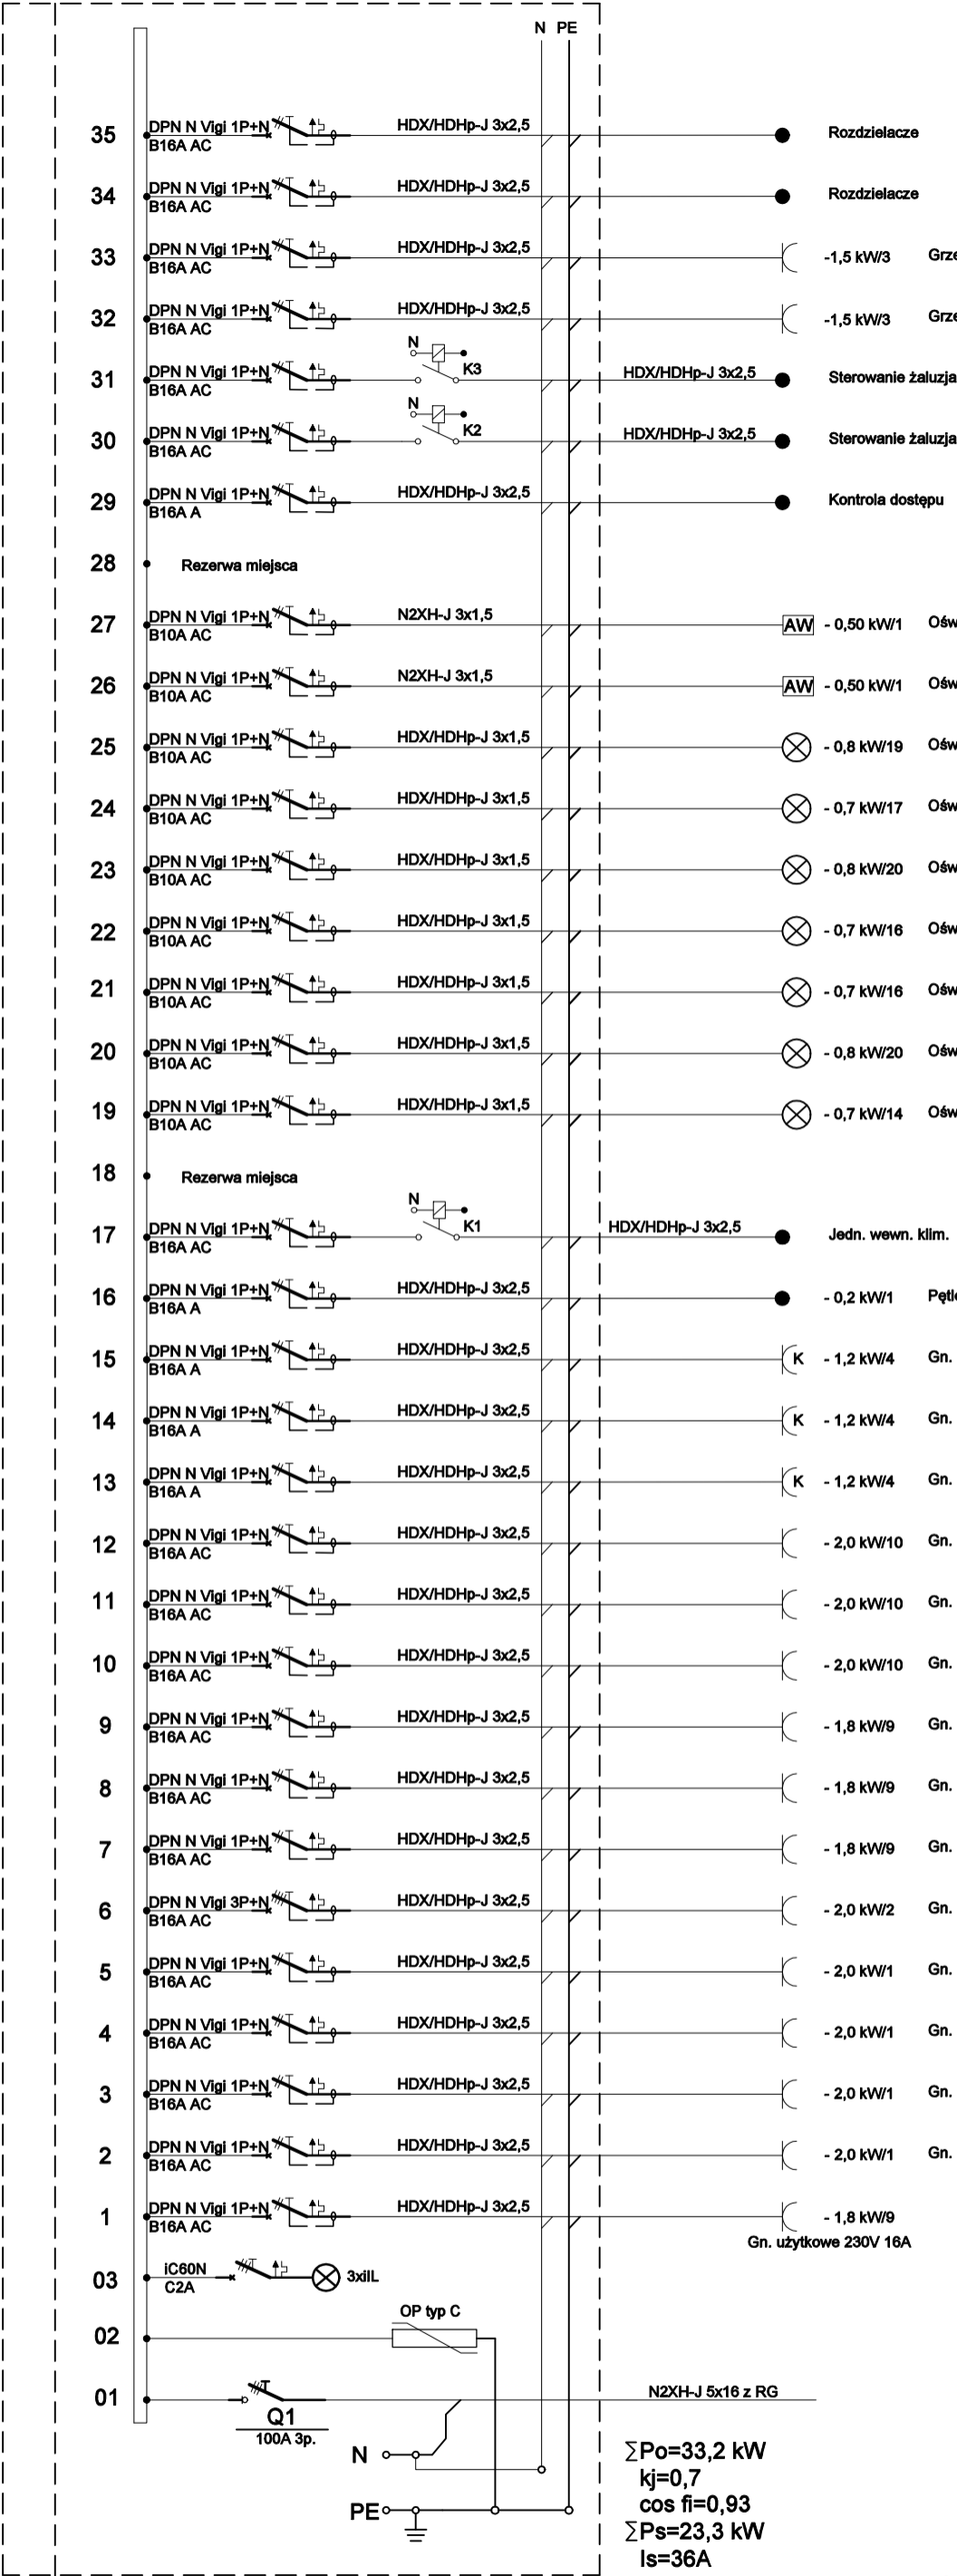 N PE
35 DPN N Vigi 1P+N HDX/HDHp-J 3x2,5 Rozdzielacze
B16A AC
34 DPN N Vigi 1P+N HDX/HDHp-J 3x2,5 Rozdzielacze
B16A AC
33 DPN N Vigi 1P+N HDX/HDHp-J 3x2,5 -1,5 kW/3 Grze
B16A AC
32 DPN N Vigi 1P+N HDX/HDHp-J 3x2,5 -1,5 kW/3 Grze
B16A AC
N
31 DPN N Vigi 1P+N K3 HDX/HDHp-J 3x2,5 Sterowanie żaluzja
B16A AC
N
30 DPN N Vigi 1P+N K2 HDX/HDHp-J 3x2,5 Sterowanie żaluzja
B16A AC
29 DPN N Vigi 1P+N HDX/HDHp-J 3x2,5 Kontrola dostępu
B16A A
28 Rezerwa miejsca
27 DPN N Vigi 1P+N N2XH-J 3x1,5 AW - 0,50 kW/1 Ośw
B10A AC
26 DPN N Vigi 1P+N N2XH-J 3x1,5 AW - 0,50 kW/1 Ośw
B10A AC
25 DPN N Vigi 1P+N HDX/HDHp-J 3x1,5 - 0,8 kW/19 Ośw
B10A AC
24 DPN N Vigi 1P+N HDX/HDHp-J 3x1,5 - 0,7 kW/17 Ośw
B10A AC
23 DPN N Vigi 1P+N HDX/HDHp-J 3x1,5 - 0,8 kW/20 Ośw
B10A AC
22 DPN N Vigi 1P+N HDX/HDHp-J 3x1,5 - 0,7 kW/16 Ośw
B10A AC
21 DPN N Vigi 1P+N HDX/HDHp-J 3x1,5 - 0,7 kW/16 Ośw
B10A AC
20 DPN N Vigi 1P+N HDX/HDHp-J 3x1,5 - 0,8 kW/20 Ośw
B10A AC
19 DPN N Vigi 1P+N HDX/HDHp-J 3x1,5 - 0,7 kW/14 Ośw
B10A AC
18 Rezerwa miejsca
N
17 DPN N Vigi 1P+N K1 HDX/HDHp-J 3x2,5 Jedn. wewn. klim.
B16A AC
16 DPN N Vigi 1P+N HDX/HDHp-J 3x2,5 - 0,2 kW/1 Pętle
B16A A
15 DPN N Vigi 1P+N HDX/HDHp-J 3x2,5 K - 1,2 kW/4 Gn.
B16A A
14 DPN N Vigi 1P+N HDX/HDHp-J 3x2,5 K - 1,2 kW/4 Gn.
B16A A
13 DPN N Vigi 1P+N HDX/HDHp-J 3x2,5 K - 1,2 kW/4 Gn.
B16A A
12 DPN N Vigi 1P+N HDX/HDHp-J 3x2,5 - 2,0 kW/10 Gn.
B16A AC
11 DPN N Vigi 1P+N HDX/HDHp-J 3x2,5 - 2,0 kW/10 Gn.
B16A AC
10 DPN N Vigi 1P+N HDX/HDHp-J 3x2,5 - 2,0 kW/10 Gn.
B16A AC
9 DPN N Vigi 1P+N HDX/HDHp-J 3x2,5 - 1,8 kW/9 Gn.
B16A AC
8 DPN N Vigi 1P+N HDX/HDHp-J 3x2,5 - 1,8 kW/9 Gn.
B16A AC
7 DPN N Vigi 1P+N HDX/HDHp-J 3x2,5 - 1,8 kW/9 Gn.
B16A AC
6 DPN N Vigi 3P+N HDX/HDHp-J 3x2,5 - 2,0 kW/2 Gn.
B16A AC
5 DPN N Vigi 1P+N HDX/HDHp-J 3x2,5 - 2,0 kW/1 Gn.
B16A AC
4 DPN N Vigi 1P+N HDX/HDHp-J 3x2,5 - 2,0 kW/1 Gn.
B16A AC
3 DPN N Vigi 1P+N HDX/HDHp-J 3x2,5 - 2,0 kW/1 Gn.
B16A AC
2 DPN N Vigi 1P+N HDX/HDHp-J 3x2,5 - 2,0 kW/1 Gn.
B16A AC
1 DPN N Vigi 1P+N HDX/HDHp-J 3x2,5 - 1,8 kW/9
B16A AC
Gn. użytkowe 230V 16A
03 iC60N 3xiIL
C2A
OP typ C
02
01 N2XH-J 5x16 z RG
Q1
100A 3p.
N
PE
∑Po=33,2 kW
kj=0,7
cos fi=0,93
∑Ps=23,3 kW
Is=36A